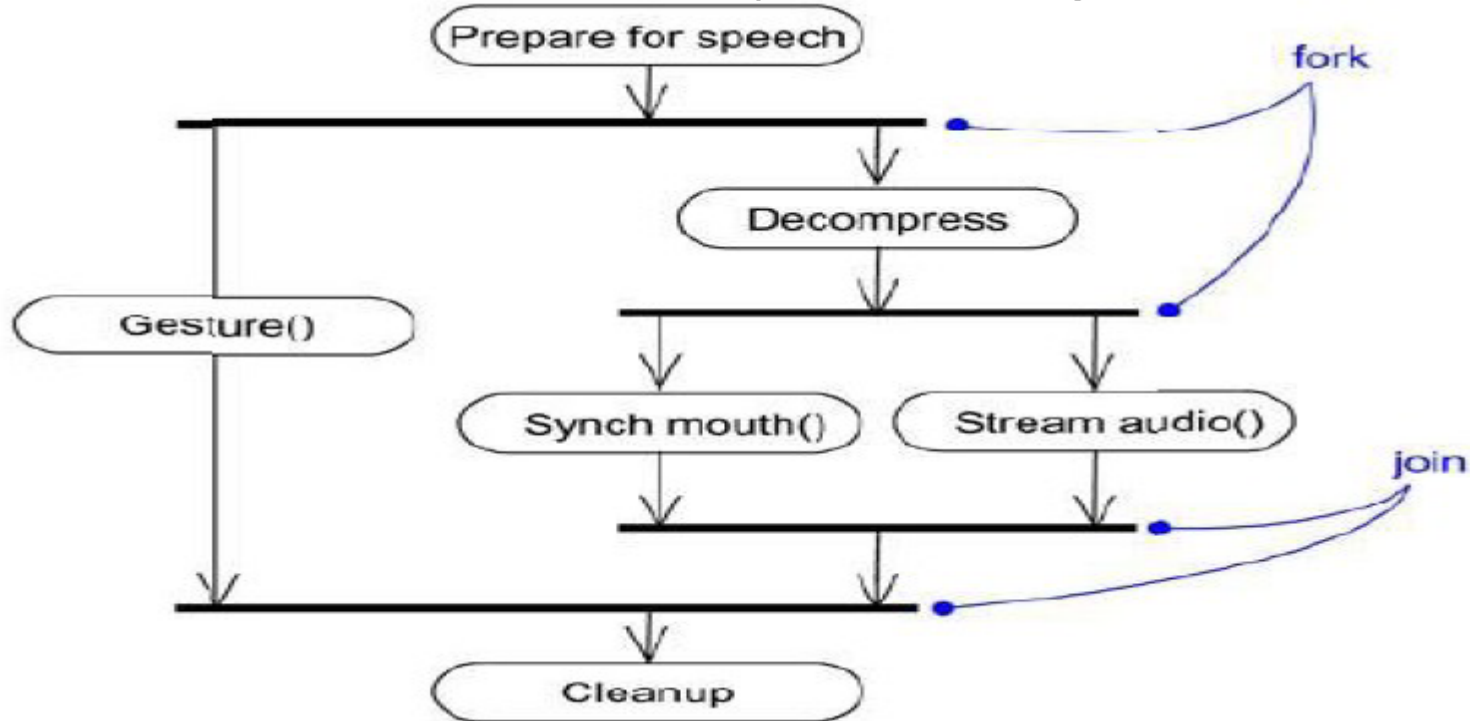 Prepare for speech
fork
Decompress
Gesture()
Synch mouth()
Stream audio()
join
Cleanup